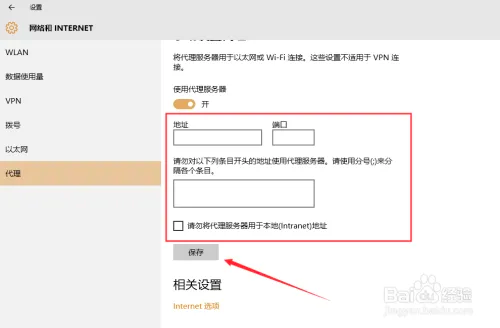 设置
网络和 INTERNET
WLAN
数据使用量
VPN
拨号
以太网
代理
将代理服务器用于以太网或 Wi-Fi 连接。这些设置不适用于 VPN 连
接。
使用代理服务器
开
地址 端口
请勿对以下列条目开头的地址使用代理服务器。请使用分号(;)来分
隔各个条目。
请勿将代理服务器用于本地(Intranet)地址
保存
相关设置
Internet 选项
Baidu经验